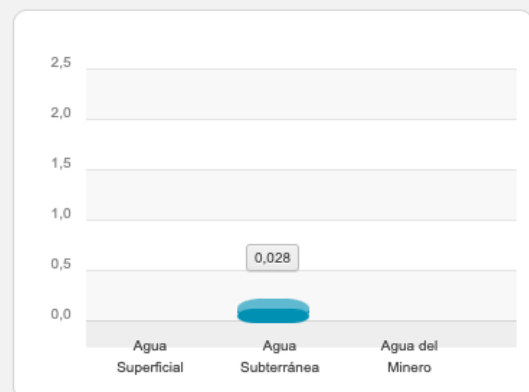 2,5
2,0
1,5
1,0
0,5
0,028
0,0
Agua
Superficial
Agua
Subterránea
Agua del
Minero